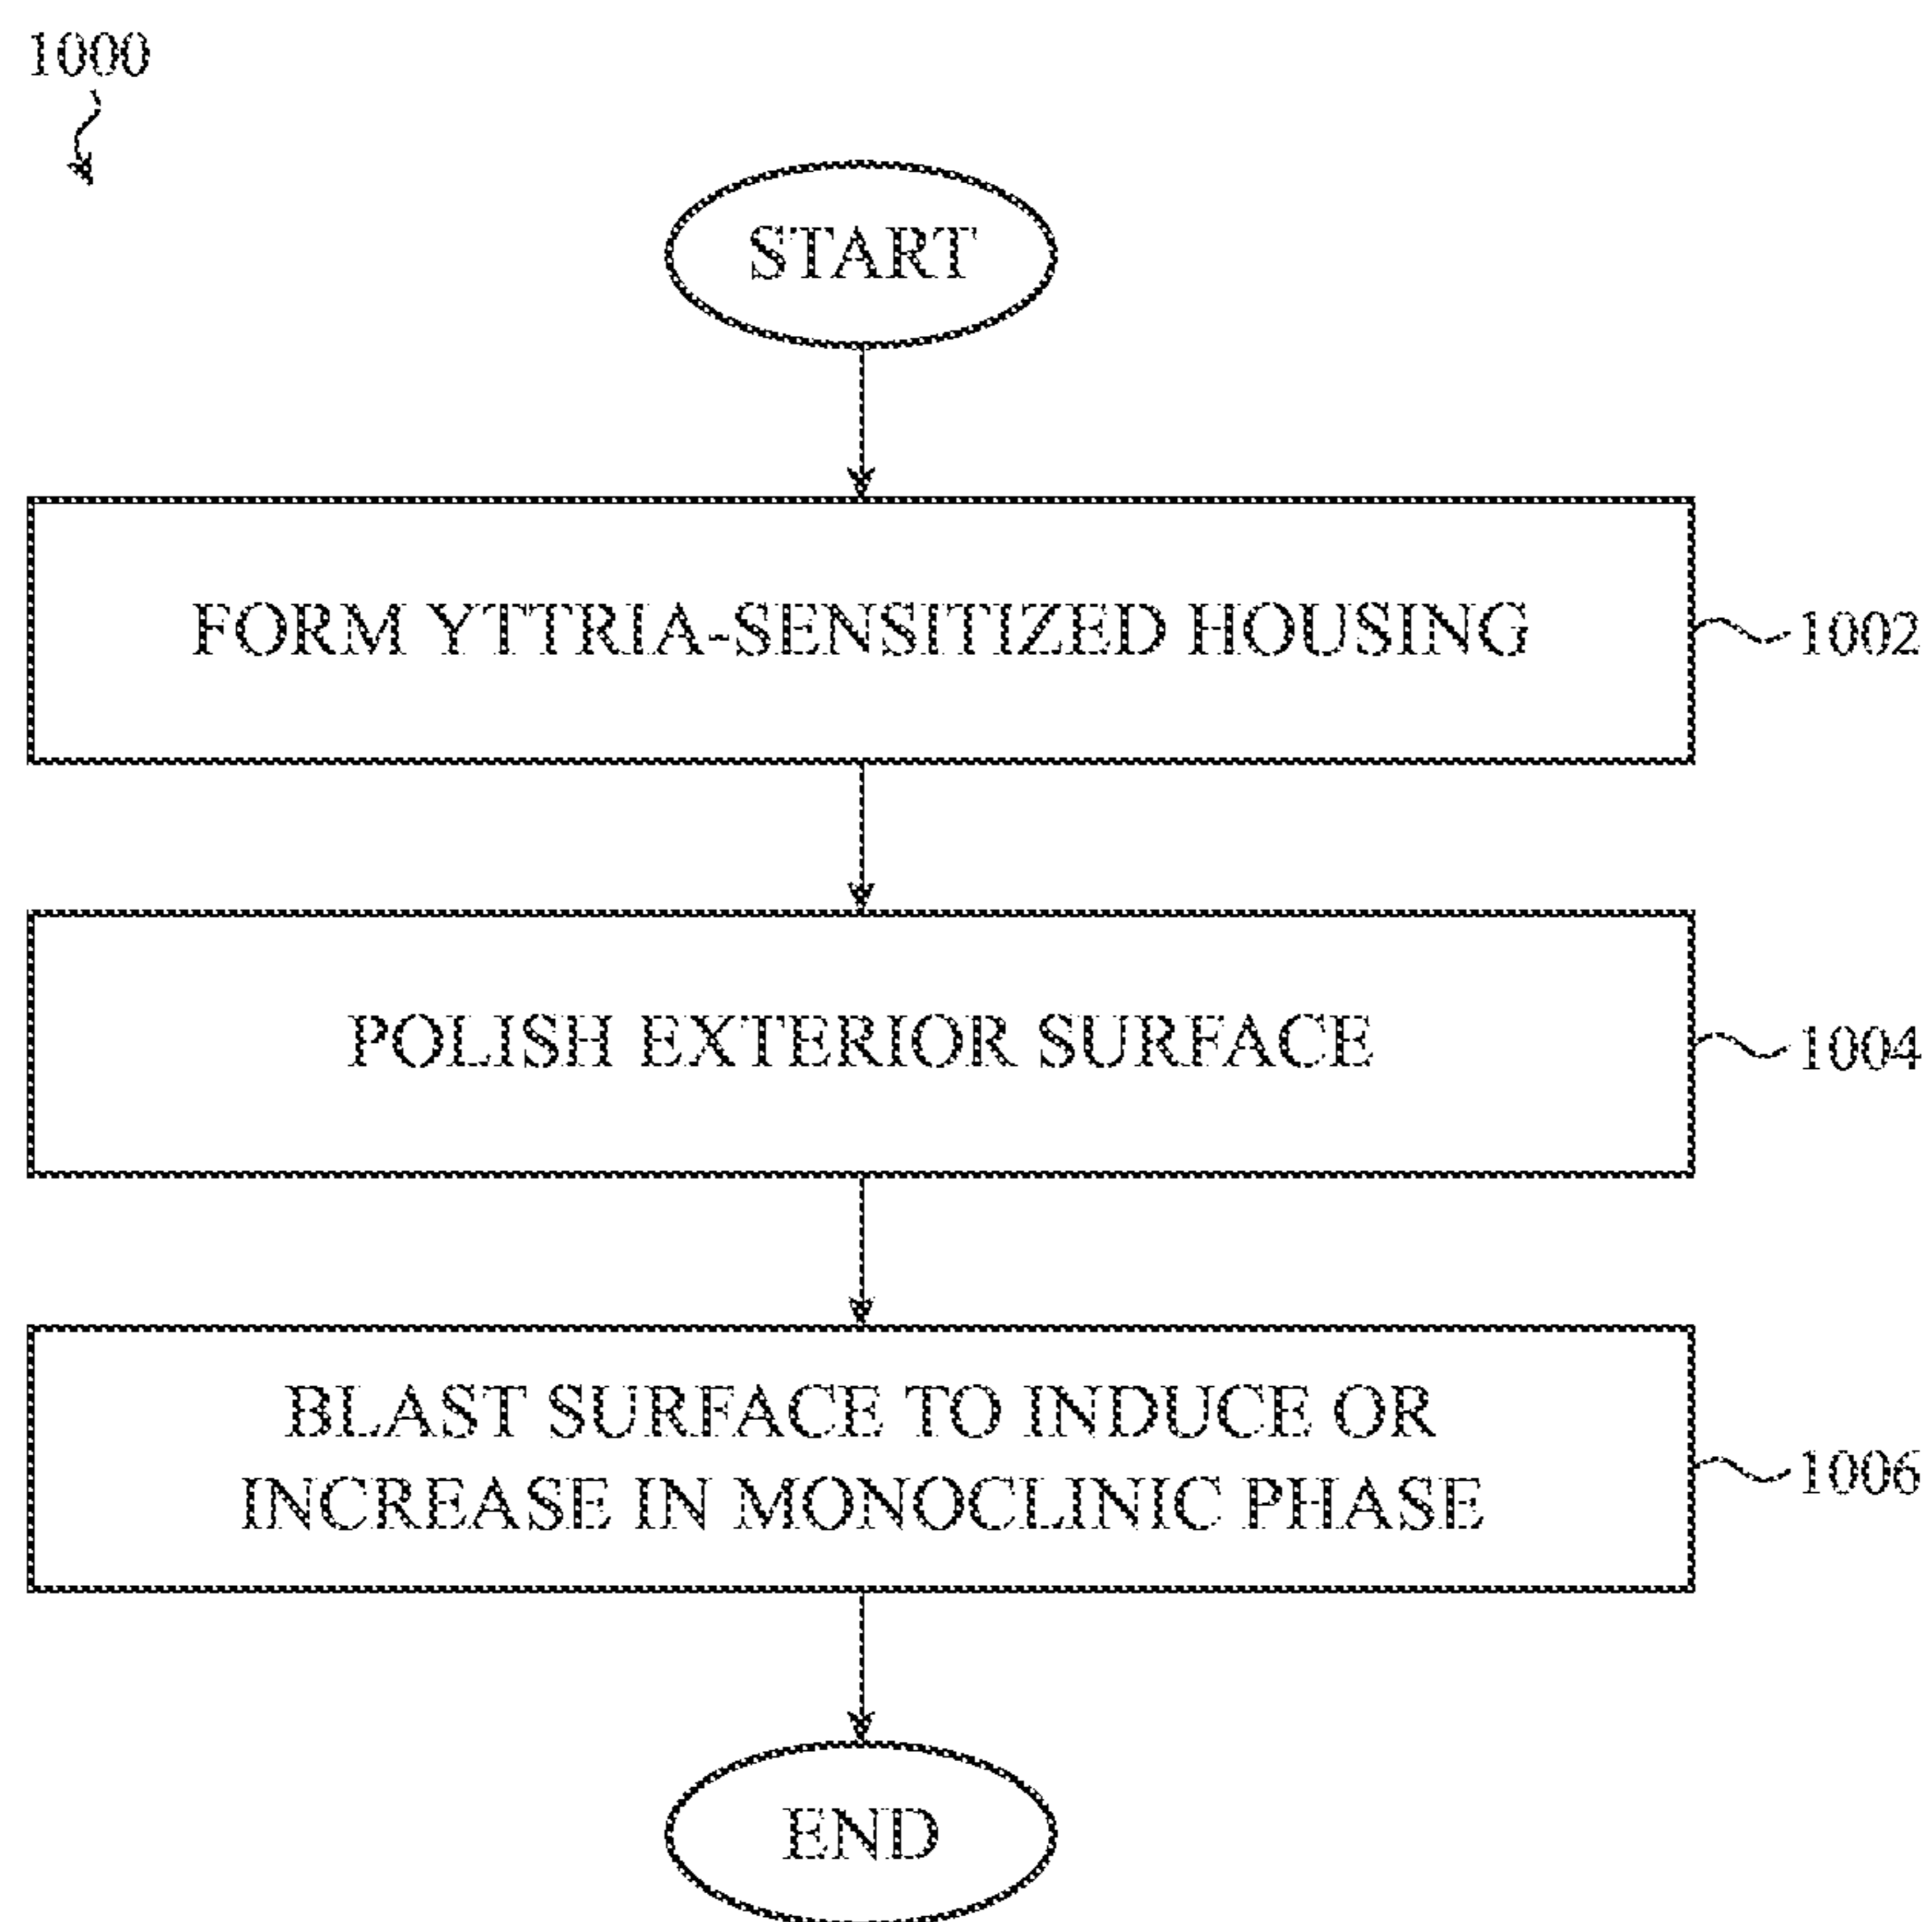 1000
START
FORM YTTRIA-SENSITIZED HOUSING
1002
POLISH EXTERIOR SURFACE
1004
BLAST SURFACE TO INDUCE OR
INCREASE IN MONOCLINIC PHASE
1006
END